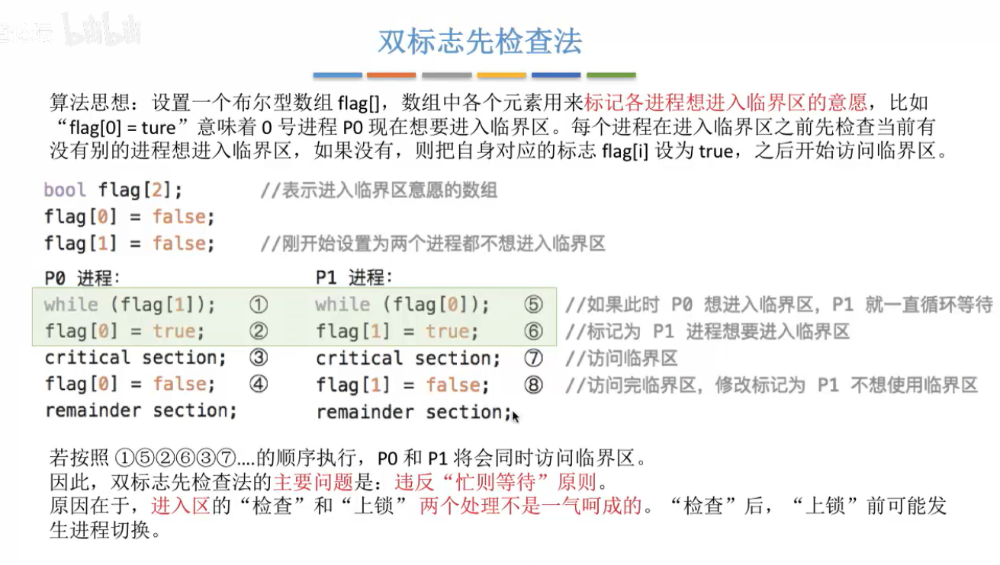 bilibili
双标志先检查法
算法思想：设置一个布尔型数组 flag[]，数组中各个元素用来标记各进程想进入临界区的意愿，比如
“flag[0] = ture”意味着 0 号进程 P0 现在想要进入临界区。每个进程在进入临界区之前先检查当前有
没有别的进程想进入临界区，如果没有，则把自身对应的标志 flag[i] 设为 true，之后开始访问临界区。
bool flag[2]; //表示进入临界区意愿的数组
flag[0] = false;
flag[1] = false; //刚开始设置为两个进程都不想进入临界区
P0 进程： P1 进程：
while (flag[1]); ① while (flag[0]); ⑤ //如果此时 P0 想进入临界区，P1 就一直循环等待
flag[0] = true; ② flag[1] = true; ⑥ //标记为 P1 进程想要进入临界区
critical section; ③ critical section; ⑦ //访问临界区
flag[0] = false; ④ flag[1] = false; ⑧ //访问完临界区，修改标记为 P1 不想使用临界区
remainder section; remainder section;
若按照 ①⑤②⑥③⑦....的顺序执行，P0 和 P1 将会同时访问临界区。
因此，双标志先检查法的主要问题是：违反“忙则等待”原则。
原因在于，进入区的“检查”和“上锁” 两个处理不是一气呵成的。“检查”后，“上锁”前可能发
生进程切换。